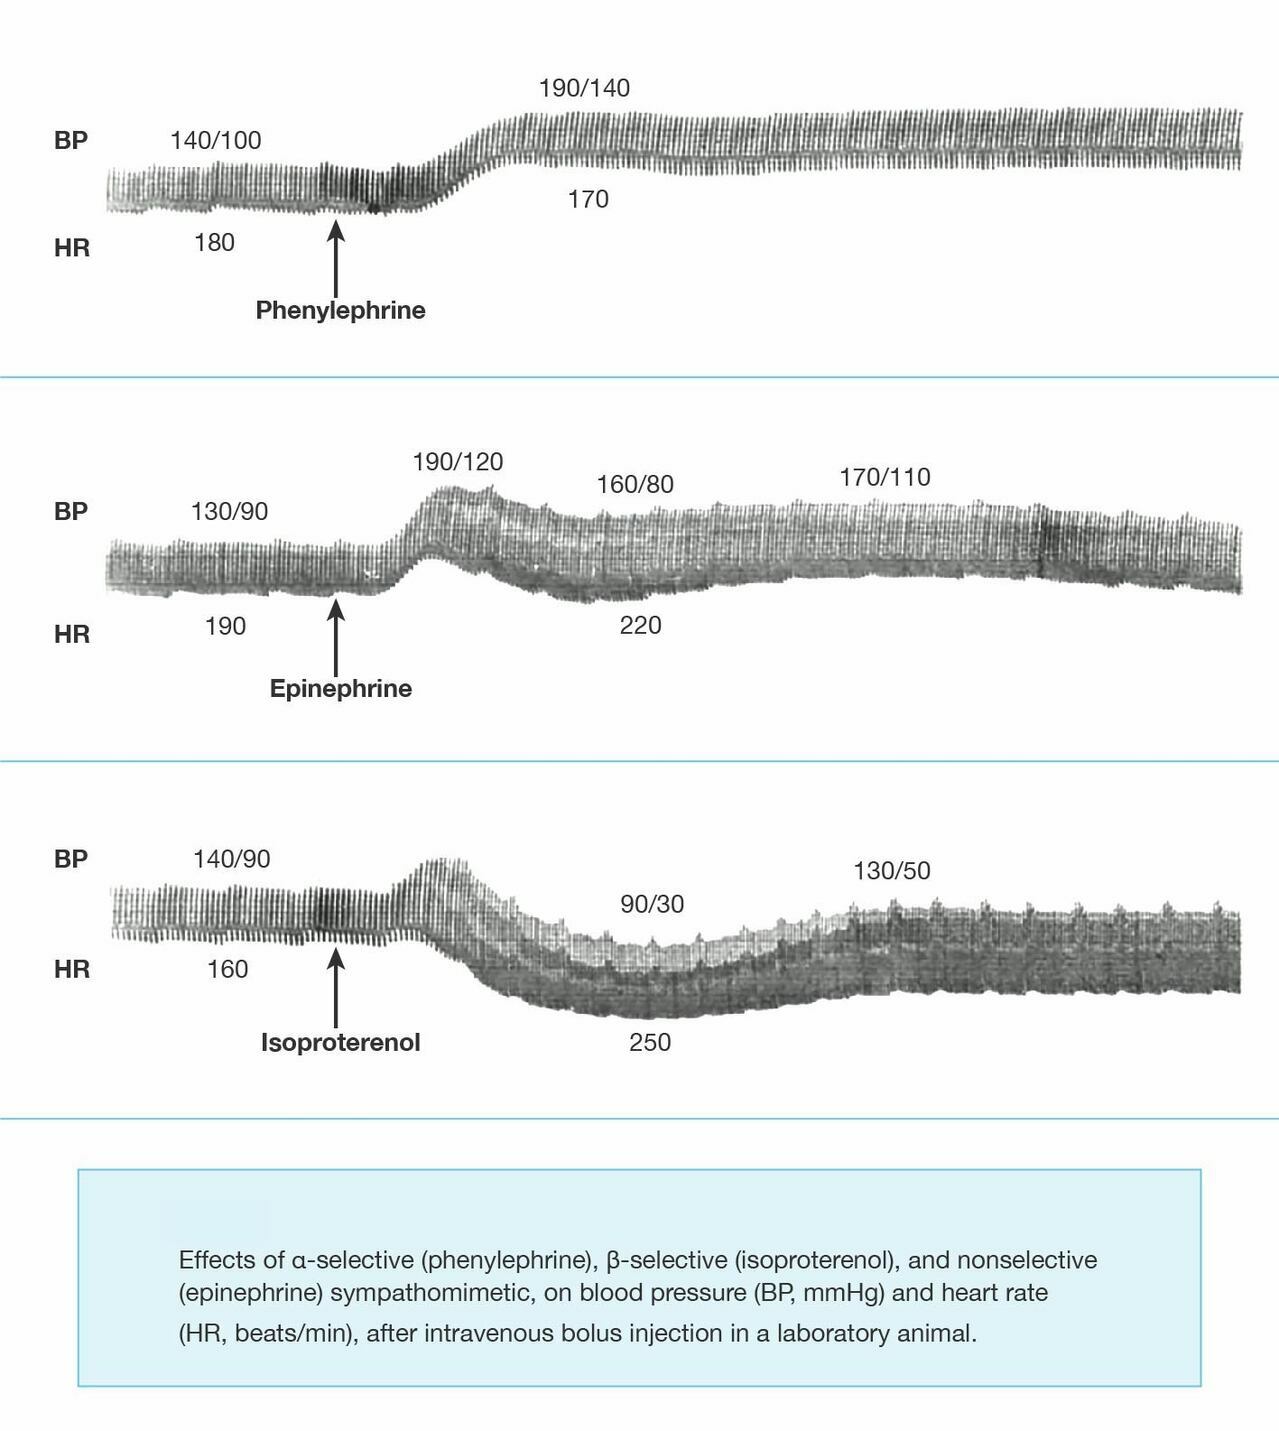 190/140
BP 140/100
170
HR 180
Phenylephrine
190/120
160/80 170/110
BP 130/90
HR 190 220
Epinephrine
BP 140/90
130/50
90/30
HR 160
250
Isoproterenol
Effects of α-selective (phenylephrine), β-selective (isoproterenol), and nonselective
(epinephrine) sympathomimetic, on blood pressure (BP, mmHg) and heart rate
(HR, beats/min), after intravenous bolus injection in a laboratory animal.